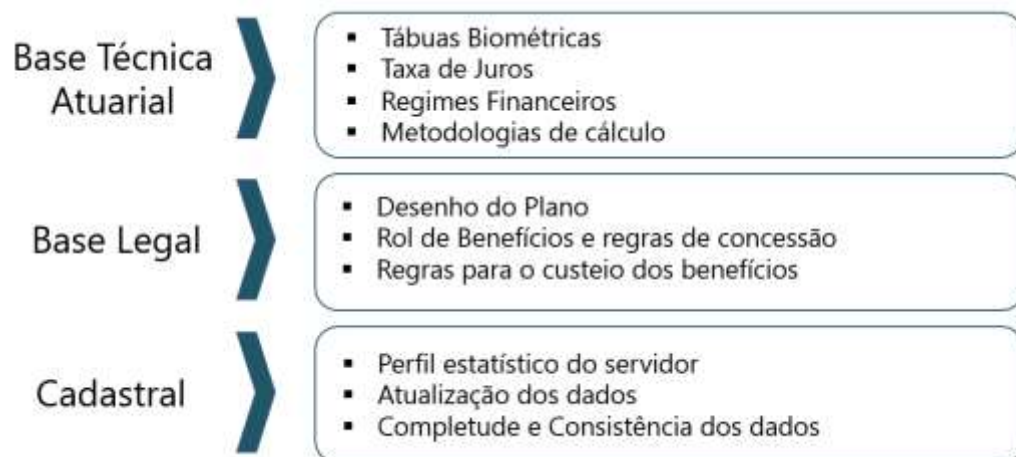 Base Técnica
Atuarial
▪ Tábuas Biométricas
▪ Taxa de Juros
▪ Regimes Financeiros
▪ Metodologias de cálculo
Base Legal
▪ Desenho do Plano
▪ Rol de Benefícios e regras de concessão
▪ Regras para o custeio dos benefícios
Cadastral
▪ Perfil estatístico do servidor
▪ Atualização dos dados
▪ Completude e Consistência dos dados